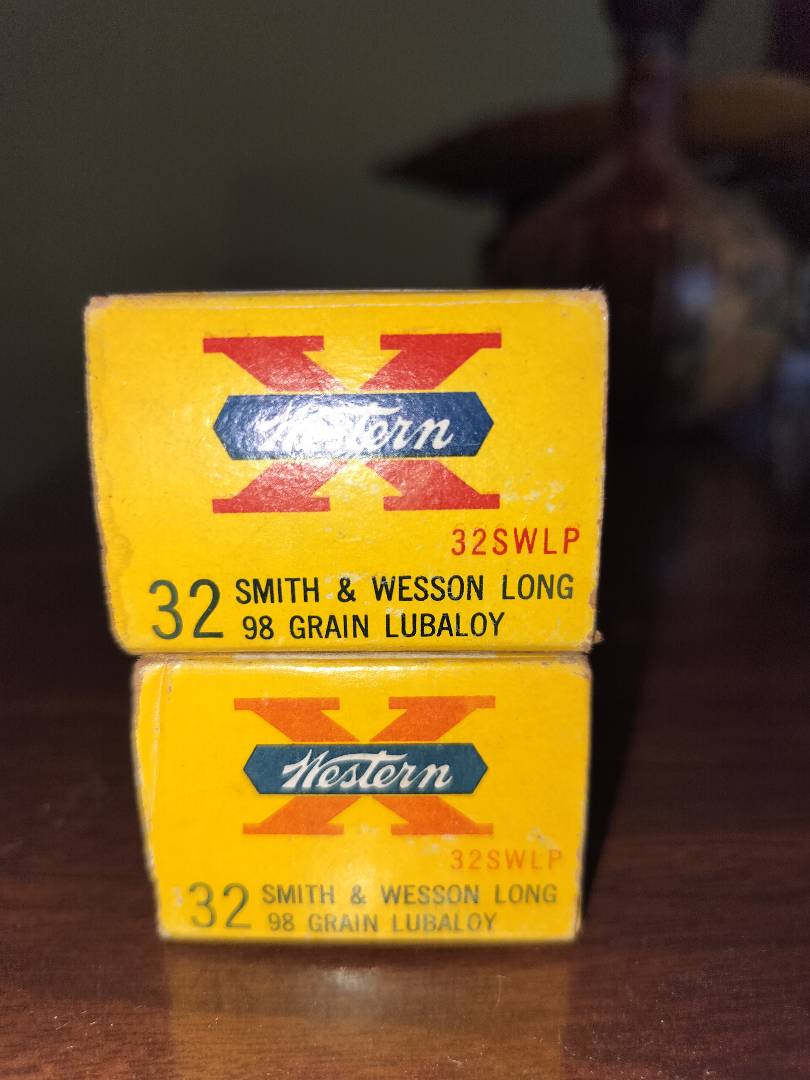 Western
32SWLP
32 SMITH & WESSON LONG
98 GRAIN LUBALOY
Western
32SWLP
32 SMITH & WESSON LONG
98 GRAIN LUBALOY